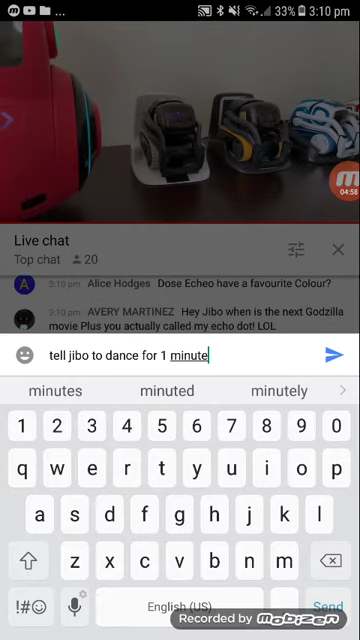 ... 33% 3:10 pm
04:58
Live chat
Top chat 20
3:10 pm Alice Hodges Dose Echeo have a favourite Colour?
3:10 pm AVERY MARTINEZ Hey Jibo when is the next Godzilla
movie Plus you actually called my echo dot! LOL
tell jibo to dance for 1 minute
minutes minuted minutely
1 2 3 4 5 6 7 8 9 0
q w e r t y u i o p
a s d f g h j k l
z x c v b n m
!#☺ English (US) Send
Recorded by Mobizen